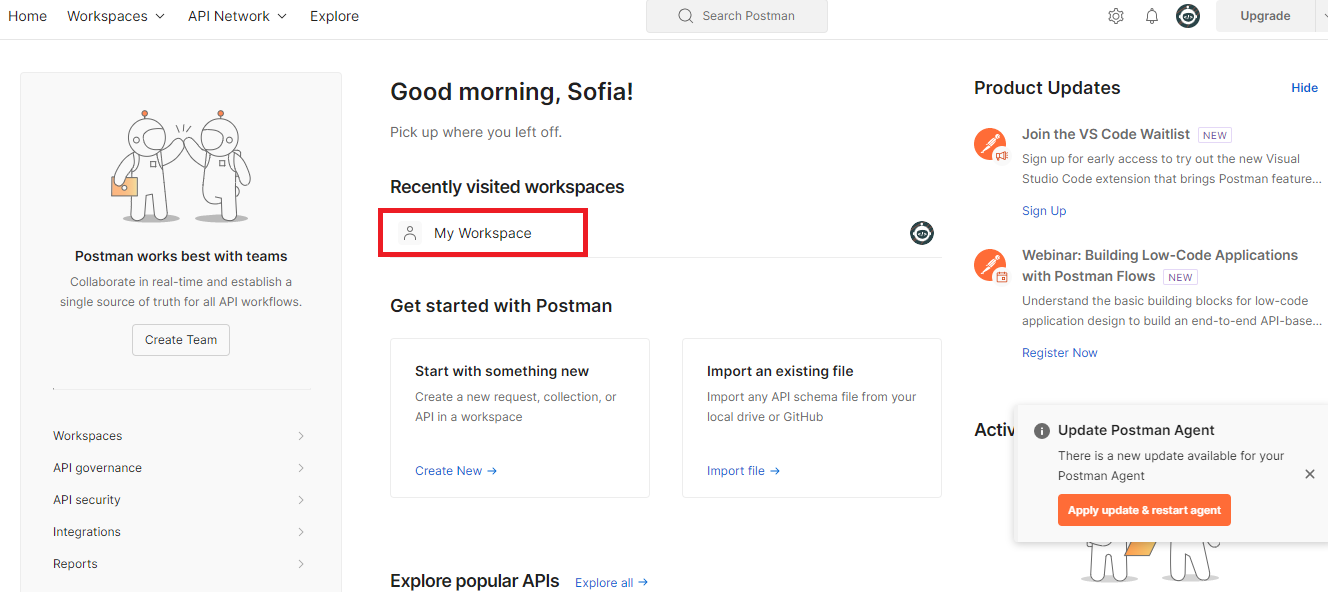 Home Workspaces API Network Explore
Search Postman
Upgrade
Postman works best with teams
Collaborate in real-time and establish a
single source of truth for all API workflows.
Create Team
Workspaces
API governance
API security
Integrations
Reports
Good morning, Sofia!
Pick up where you left off.
Recently visited workspaces
My Workspace
Get started with Postman
Start with something new
Create a new request, collection, or
API in a workspace
Create New →
Import an existing file
Import any API schema file from your
local drive or GitHub
Import file →
Explore popular APIs Explore all →
Product Updates Hide
Join the VS Code Waitlist NEW
Sign up for early access to try out the new Visual
Studio Code extension that brings Postman feature...
Sign Up
Webinar: Building Low-Code Applications
with Postman Flows NEW
Understand the basic building blocks for low-code
application design to build an end-to-end API-base...
Register Now
Activ
Update Postman Agent
There is a new update available for your
Postman Agent
Apply update & restart agent